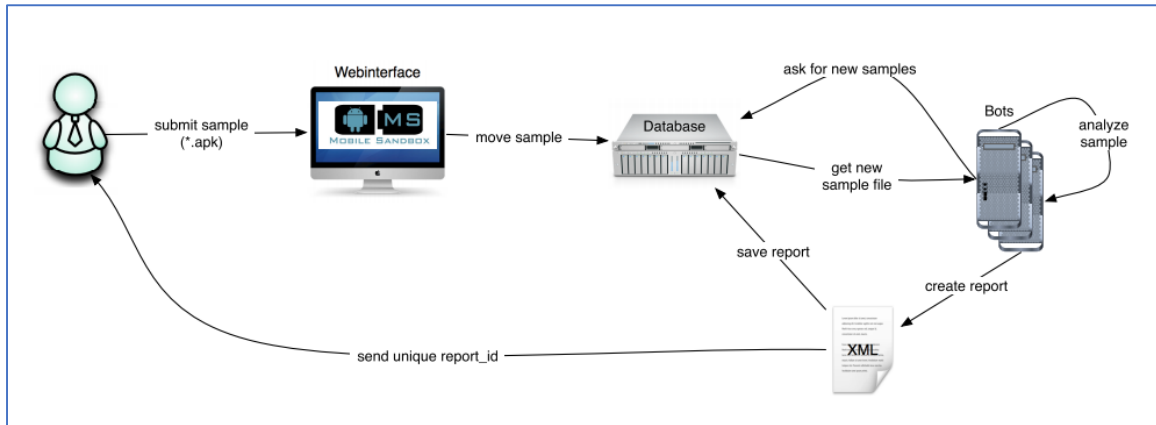 Webinterface
MS
MOBILE SANDBOX
submit sample
(*.apk)
move sample
Database
ask for new samples
get new
sample file
Bots
analyze
sample
save report
create report
XML
send unique report_id